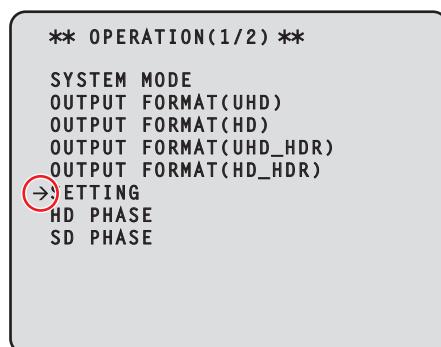 ** OPERATION(1/2) **
SYSTEM MODE
OUTPUT FORMAT(UHD)
OUTPUT FORMAT(HD)
OUTPUT FORMAT(UHD_HDR)
OUTPUT FORMAT(HD_HDR)
→SETTING
HD PHASE
SD PHASE